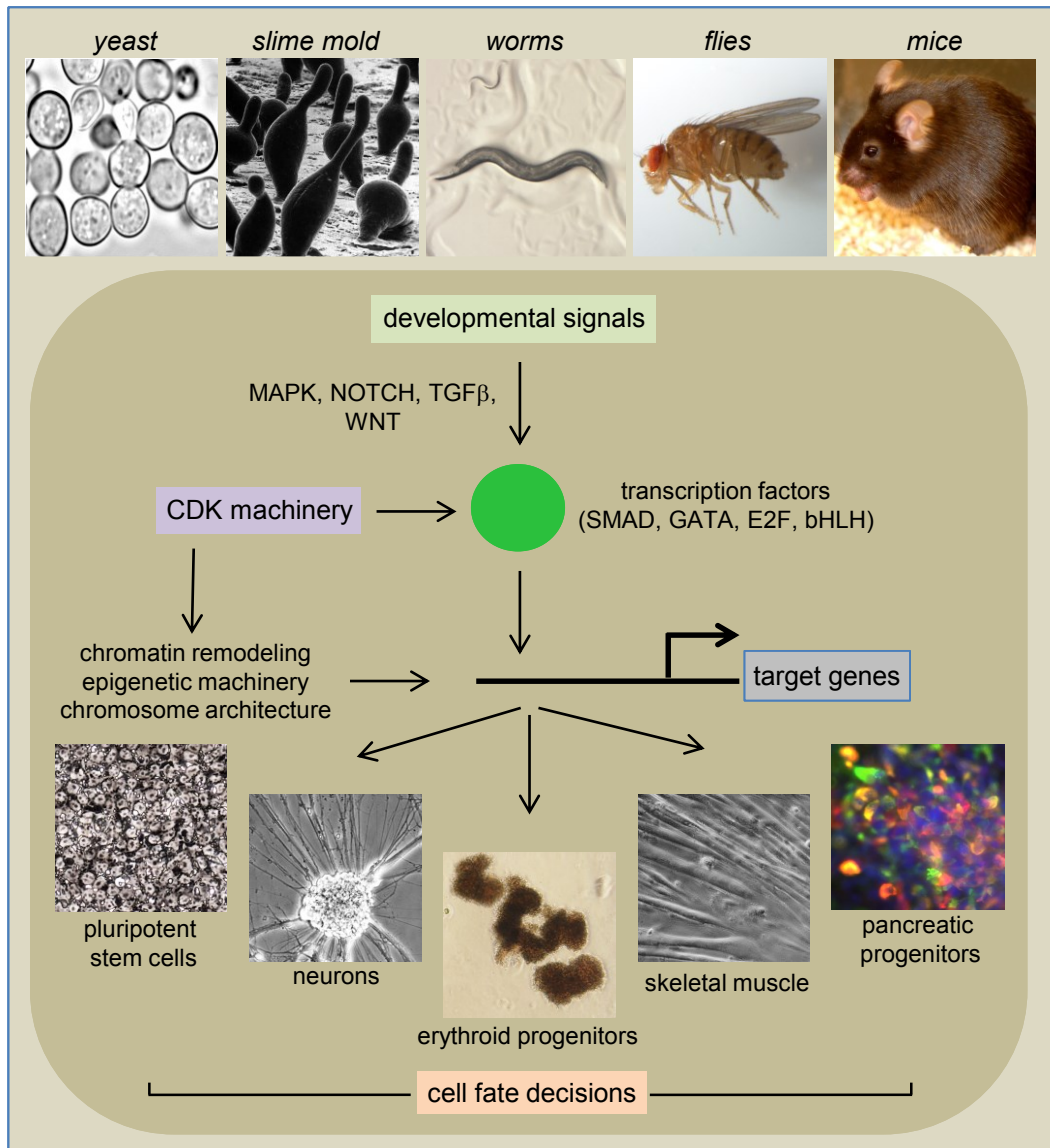 yeast
slime mold
worms
flies
mice
developmental signals
MAPK, NOTCH, TGFβ,
WNT
CDK machinery
transcription factors
(SMAD, GATA, E2F, bHLH)
chromatin remodeling
epigenetic machinery
chromosome architecture
target genes
pluripotent
stem cells
neurons
erythroid progenitors
skeletal muscle
pancreatic
progenitors
cell fate decisions